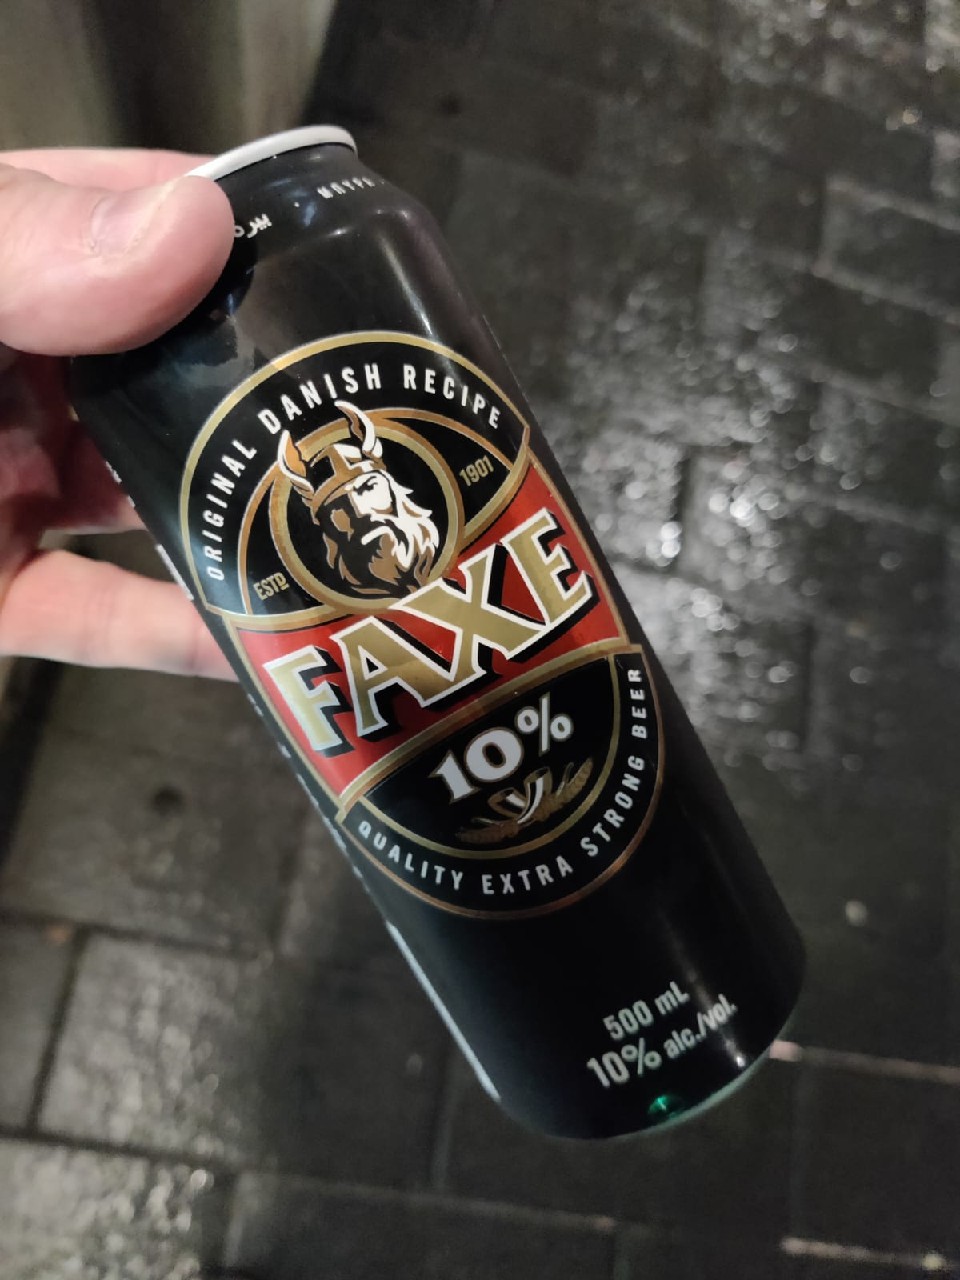 ORIGINAL DANISH RECIPE
ESTD 1901
FAXE
10%
QUALITY EXTRA STRONG BEER
500 mL
10% alc./vol.